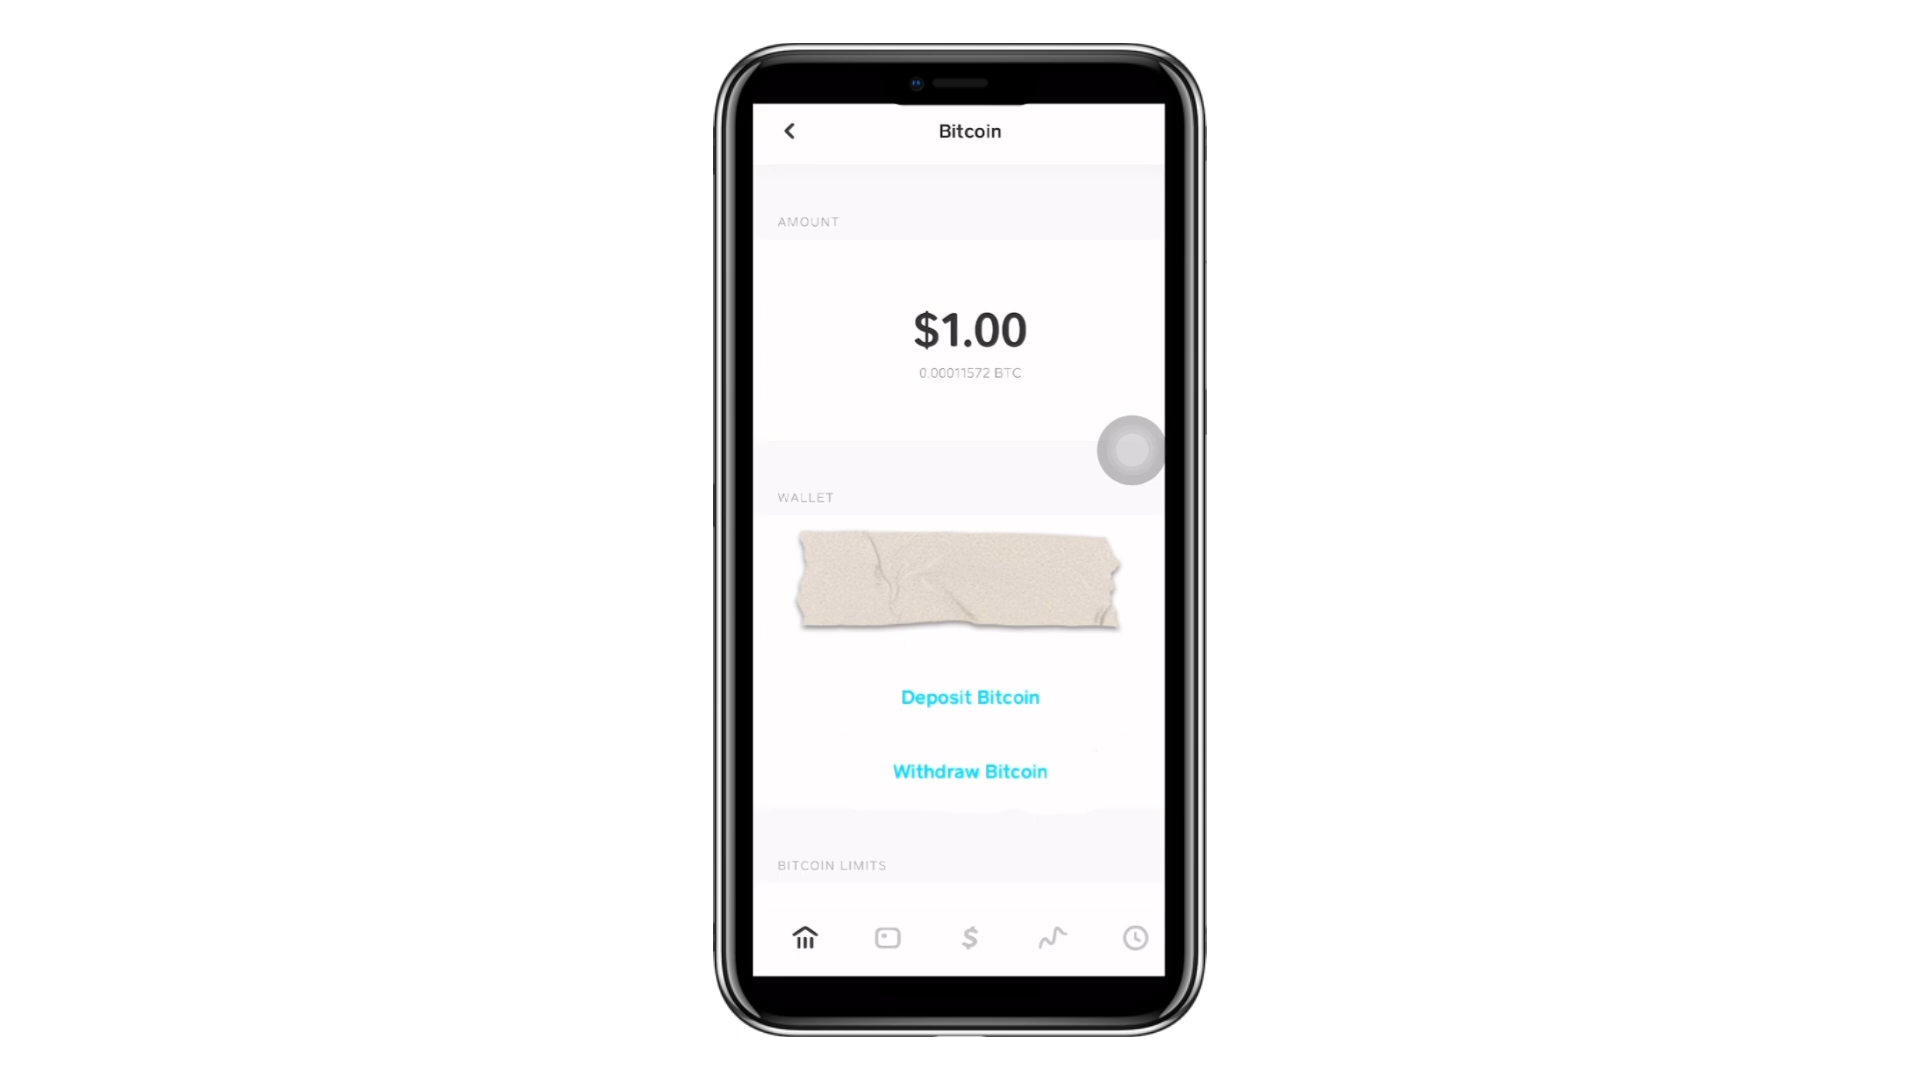 Bitcoin
AMOUNT
$1.00
0.00011572 BTC
WALLET
Deposit Bitcoin
Withdraw Bitcoin
BITCOIN LIMITS
$